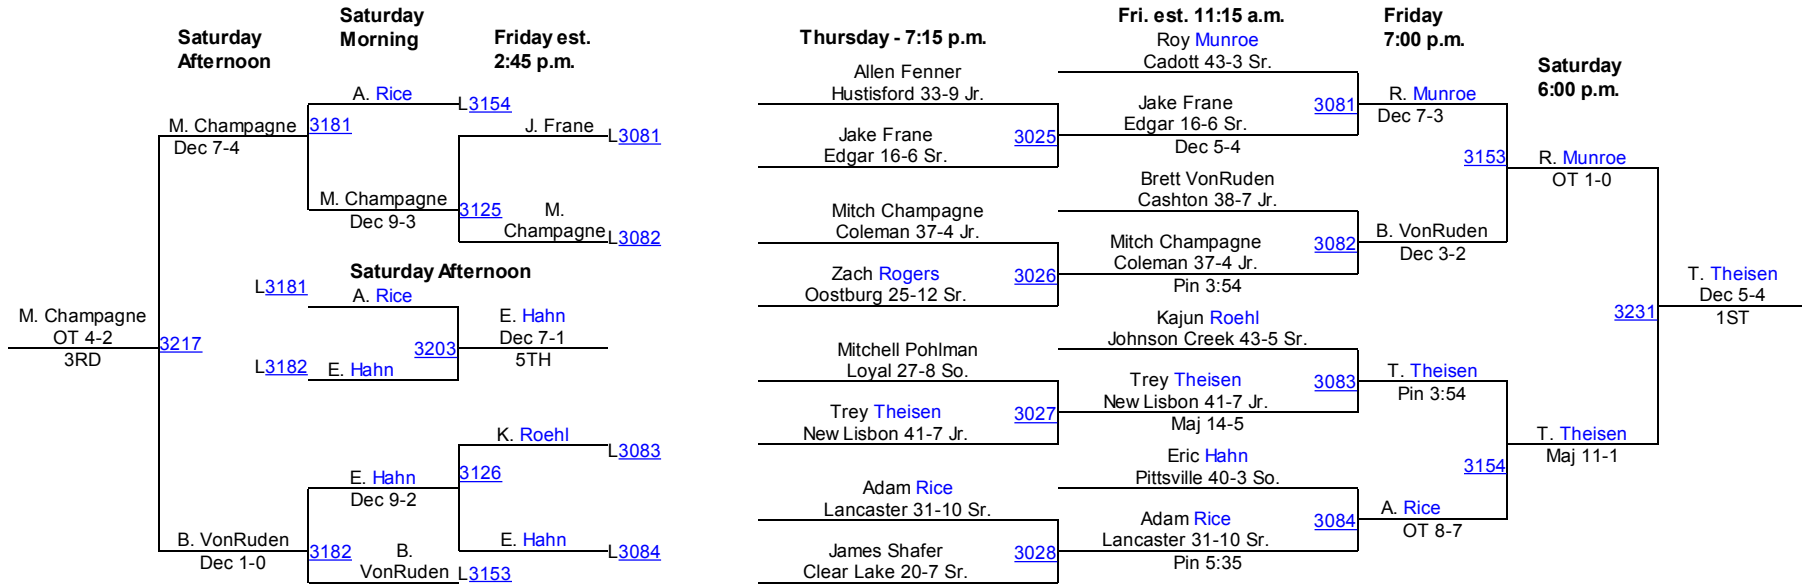 Saturday
Afternoon
Saturday
Morning
Friday est.
2:45 p.m.
A. Rice
L3154
M. Champagne
3181
Dec 7-4
J. Frane
L3081
M. Champagne
3125
Dec 9-3
M.
Champagne
L3082
Saturday Afternoon
L3181
A. Rice
M. Champagne
OT 4-2
3RD
3217
3203
E. Hahn
Dec 7-1
5TH
L3182
E. Hahn
K. Roehl
L3083
E. Hahn
3126
Dec 9-2
B. VonRuden
Dec 1-0
3182
E. Hahn
L3084
B.
VonRuden
L3153
Thursday - 7:15 p.m.
Allen Fenner
Hustisford 33-9 Jr.
Jake Frane
3025
Edgar 16-6 Sr.
Mitch Champagne
Coleman 37-4 Jr.
Zach Rogers
3026
Oostburg 25-12 Sr.
Mitchell Pohlman
Loyal 27-8 So.
Trey Theisen
3027
New Lisbon 41-7 Jr.
Adam Rice
Lancaster 31-10 Sr.
James Shafer
3028
Clear Lake 20-7 Sr.
Fri. est. 11:15 a.m.
Roy Munroe
Cadott 43-3 Sr.
Jake Frane
3081
Edgar 16-6 Sr.
Dec 5-4
Brett VonRuden
Cashton 38-7 Jr.
Mitch Champagne
3082
Coleman 37-4 Jr.
Pin 3:54
Kajun Roehl
Johnson Creek 43-5 Sr.
Trey Theisen
3083
New Lisbon 41-7 Jr.
Maj 14-5
Eric Hahn
Pittsville 40-3 So.
Adam Rice
3084
Lancaster 31-10 Sr.
Pin 5:35
Friday
7:00 p.m.
R. Munroe
Dec 7-3
3153
B. VonRuden
Dec 3-2
T. Theisen
Pin 3:54
3154
A. Rice
OT 8-7
Saturday
6:00 p.m.
R. Munroe
OT 1-0
3231
T. Theisen
Maj 11-1
T. Theisen
Dec 5-4
1ST